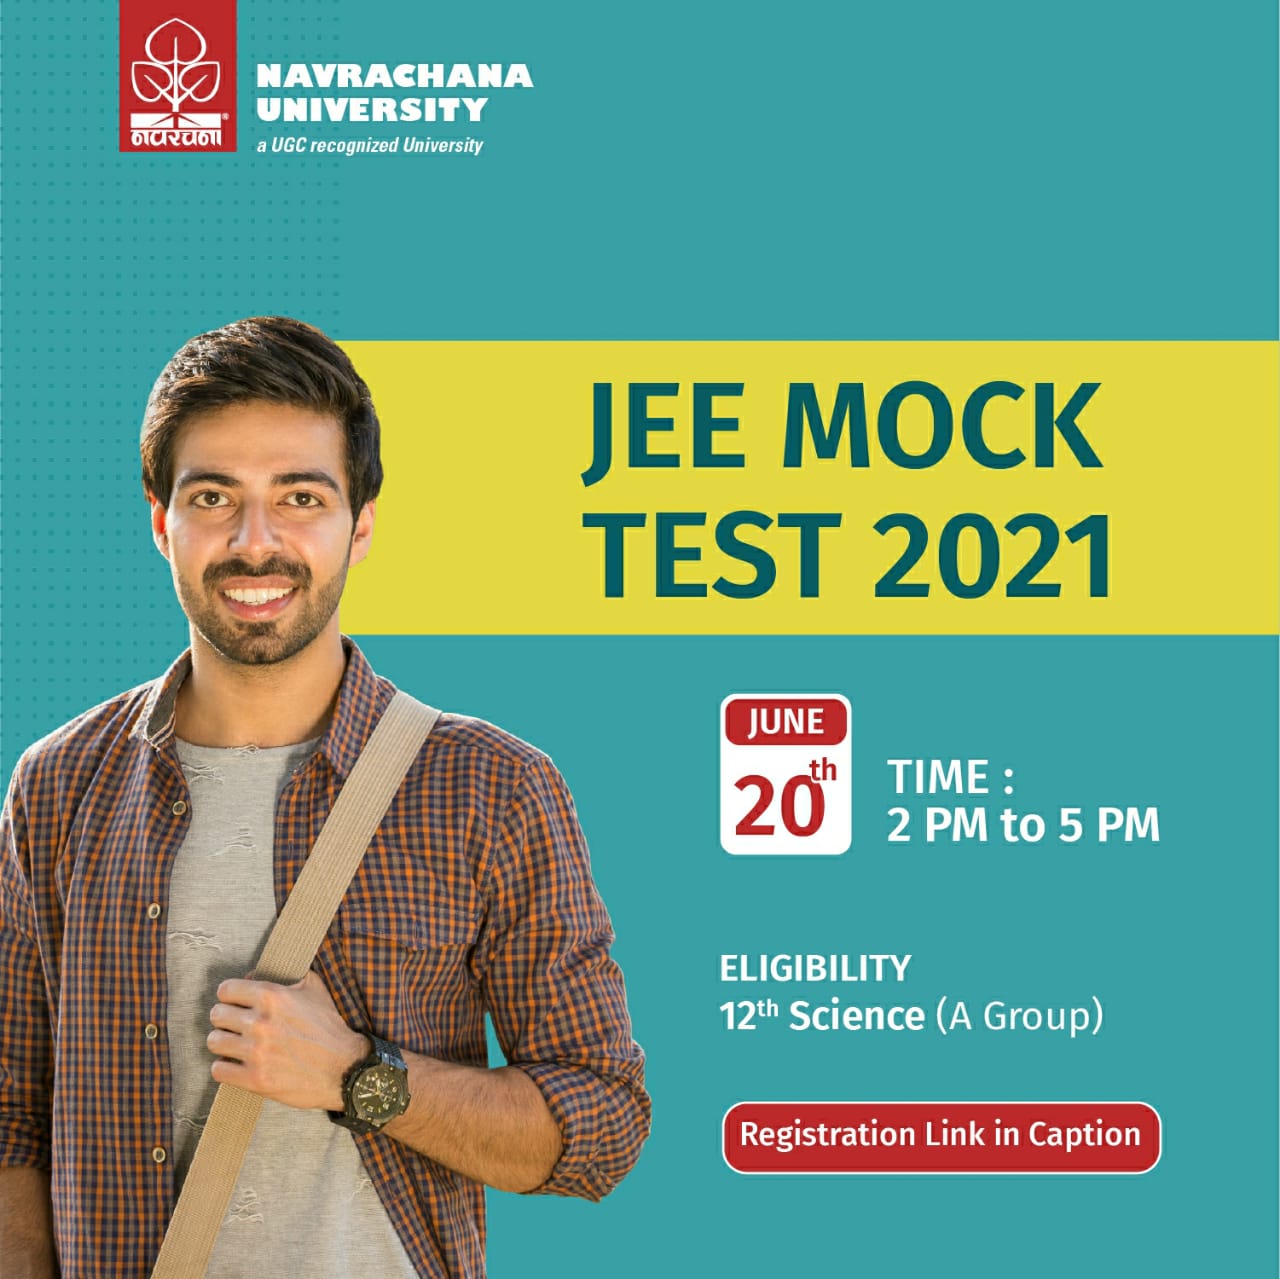 नवरचना
®
NAVRACHANA
UNIVERSITY
a UGC recognized University
JEE MOCK
TEST 2021
JUNE
20th
TIME :
2 PM to 5 PM
ELIGIBILITY
12th Science (A Group)
Registration Link in Caption